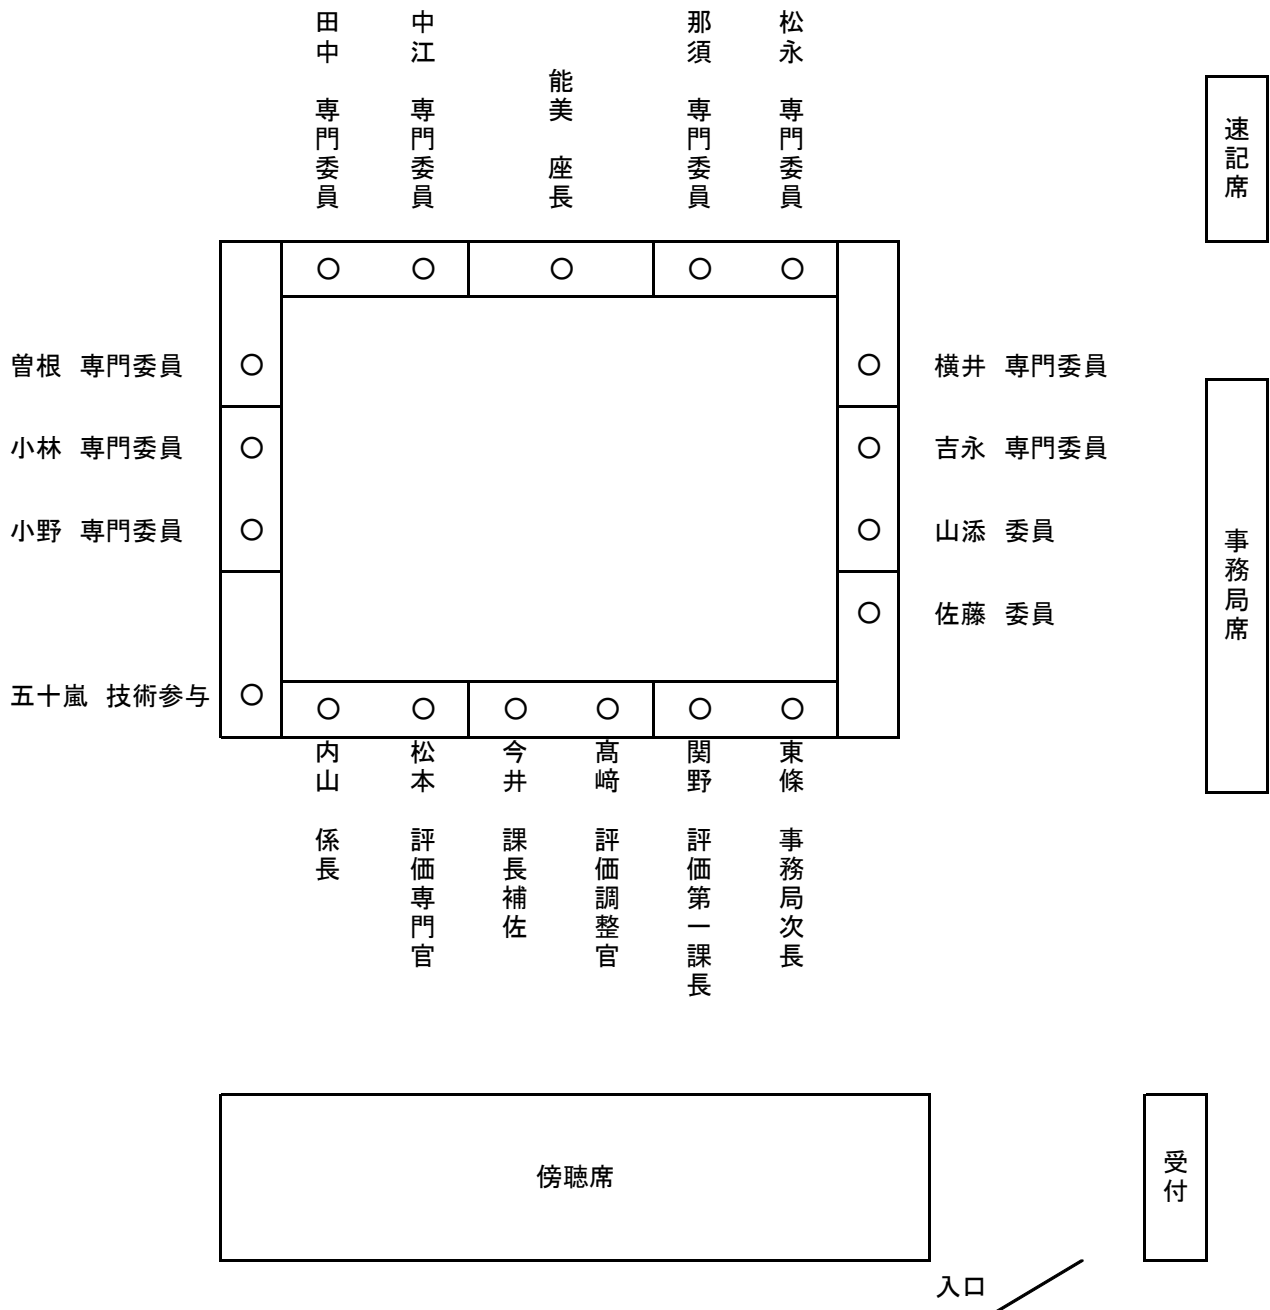 田中 専門委員
中江 専門委員
能美 座長
那須 専門委員
松永 専門委員
速記席
曽根 専門委員
横井 専門委員
小林 専門委員
吉永 専門委員
小野 専門委員
山添 委員
事務局席
佐藤 委員
五十嵐 技術参与
内山 係長
松本 評価専門官
今井 課長補佐
髙﨑 評価調整官
関野 評価第一課長
東條 事務局次長
傍聴席
受付
入口